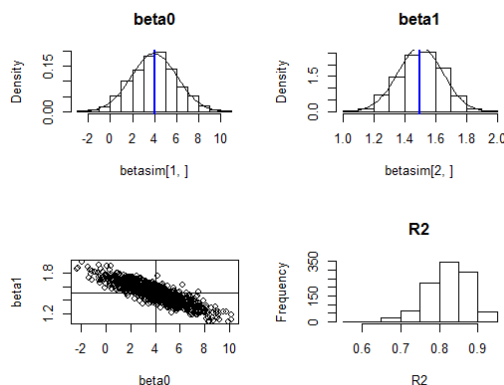 beta0
Density
0.00
0.15
-2 0 2 4 6 8 10
betasim[1, ]
beta1
Density
0.0
1.5
1.0 1.2 1.4 1.6 1.8 2.0
betasim[2, ]
beta1
1.2
1.8
-2 0 2 4 6 8 10
beta0
R2
Frequency
0
150
350
0.6 0.7 0.8 0.9
R2